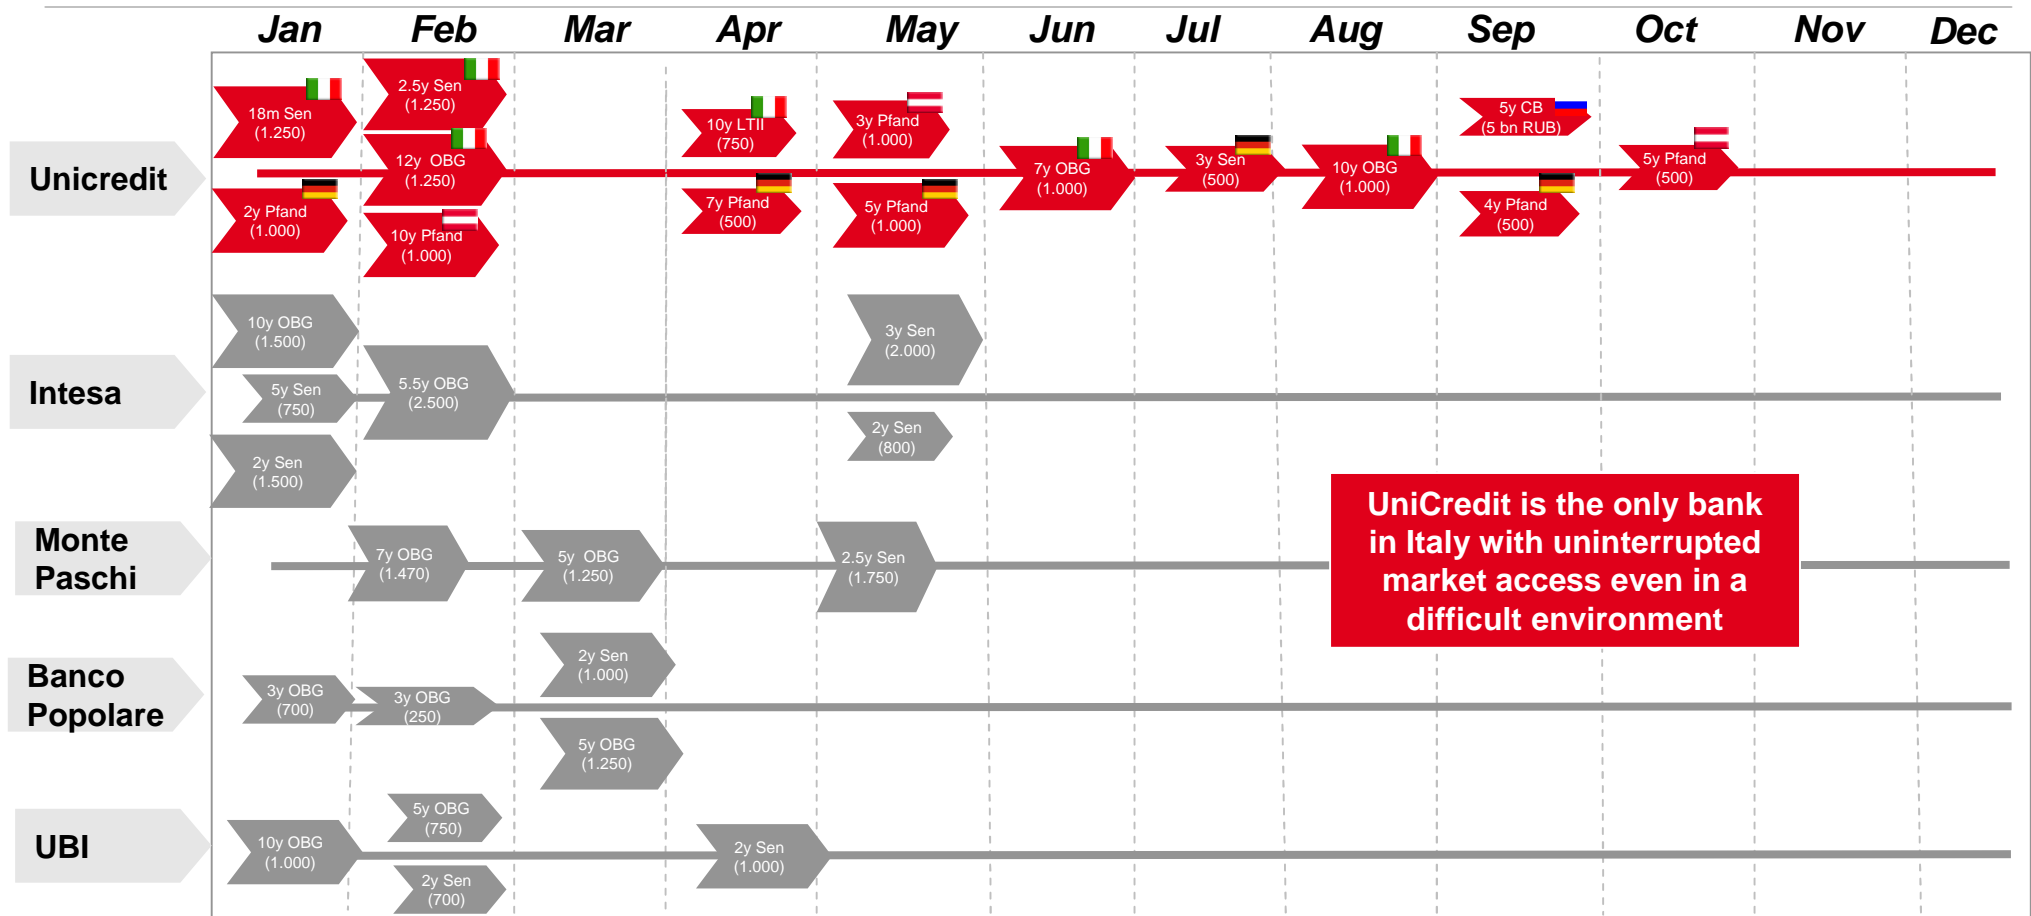 Jan Feb Mar Apr May Jun Jul Aug Sep Oct Nov Dec
Unicredit
18m Sen
(1.250)
2y Pfand
(1.000)
2.5y Sen
(1.250)
12y OBG
(1.250)
10y Pfand
(1.000)
10y LTII
(750)
7y Pfand
(500)
3y Pfand
(1.000)
5y Pfand
(1.000)
7y OBG
(1.000)
3y Sen
(500)
10y OBG
(1.000)
5y CB
(5 bn RUB)
4y Pfand
(500)
5y Pfand
(500)
Intesa
10y OBG
(1.500)
5y Sen
(750)
2y Sen
(1.500)
5.5y OBG
(2.500)
3y Sen
(2.000)
2y Sen
(800)
Monte
Paschi
7y OBG
(1.470)
5y OBG
(1.250)
2.5y Sen
(1.750)
UniCredit is the only bank
in Italy with uninterrupted
market access even in a
difficult environment
Banco
Popolare
3y OBG
(700)
3y OBG
(250)
2y Sen
(1.000)
5y OBG
(1.250)
UBI
10y OBG
(1.000)
5y OBG
(750)
2y Sen
(700)
2y Sen
(1.000)